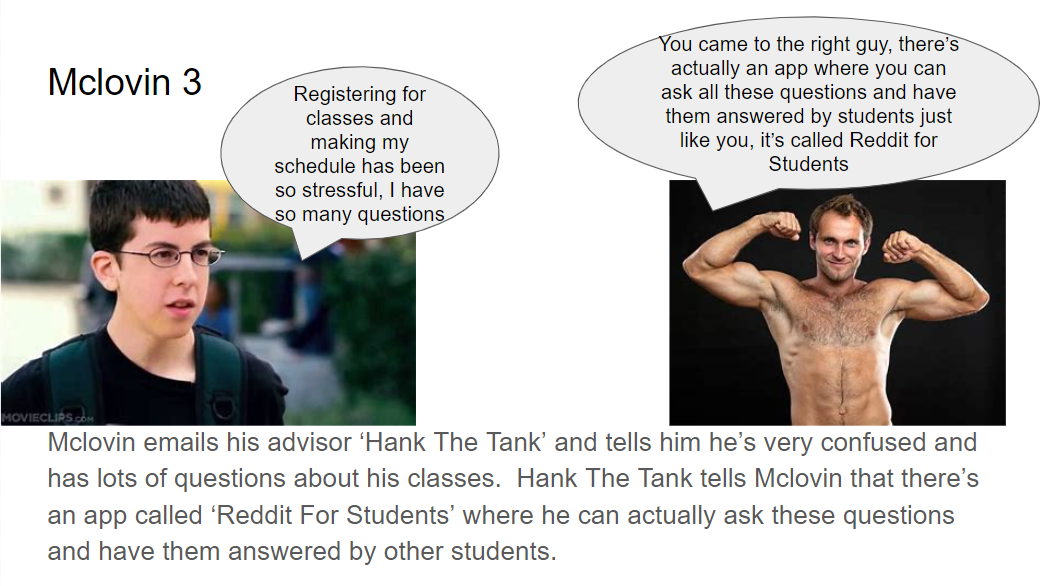 Mclovin 3
Registering for
classes and
making my
schedule has been
so stressful, I have
so many questions
You came to the right guy, there's
actually an app where you can
ask all these questions and have
them answered by students just
like you, it's called Reddit for
Students
MOVIECLIPS.COM
Mclovin emails his advisor ‘Hank The Tank’ and tells him he’s very confused and
has lots of questions about his classes.  Hank The Tank tells Mclovin that there’s
an app called ‘Reddit For Students’ where he can actually ask these questions
and have them answered by other students.